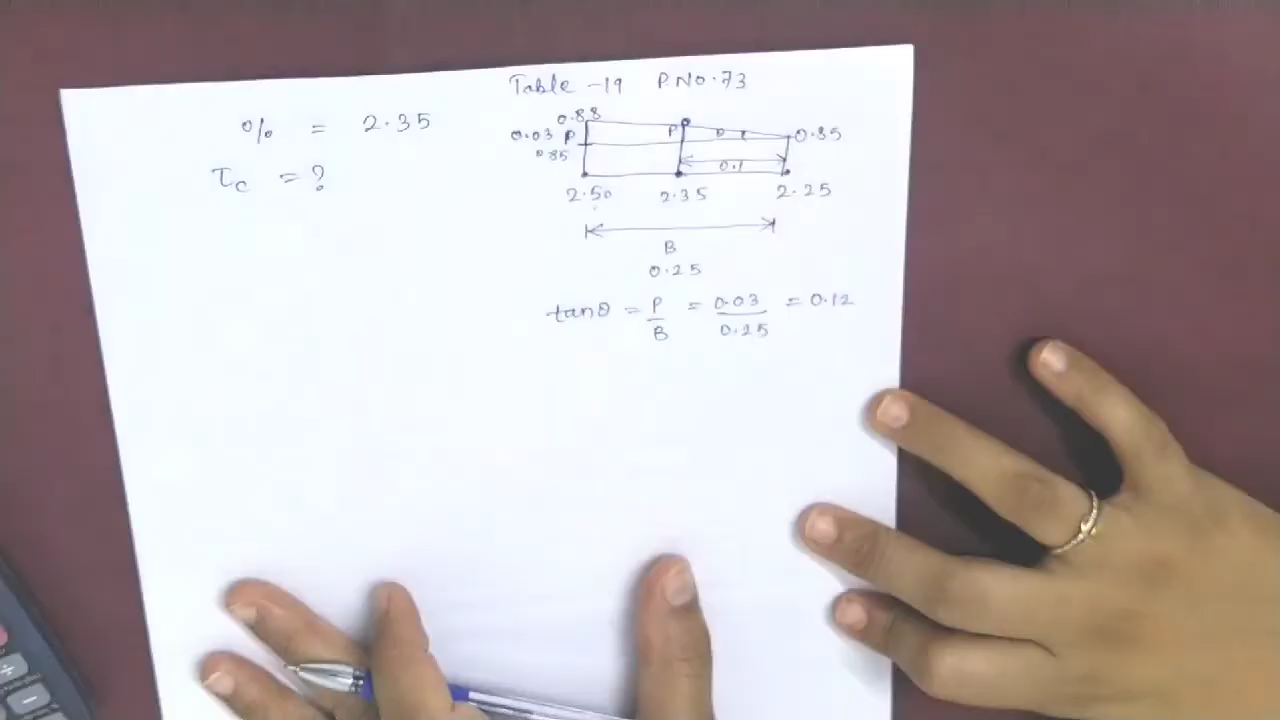 Table - 19 P.NO. 73
% = 2.35
τc = ?
0.88
0.03 P P 0.85
0.85
0.1
2.50 2.35 2.25
B
0.25
tanθ = P/B = 0.03/0.25 = 0.12